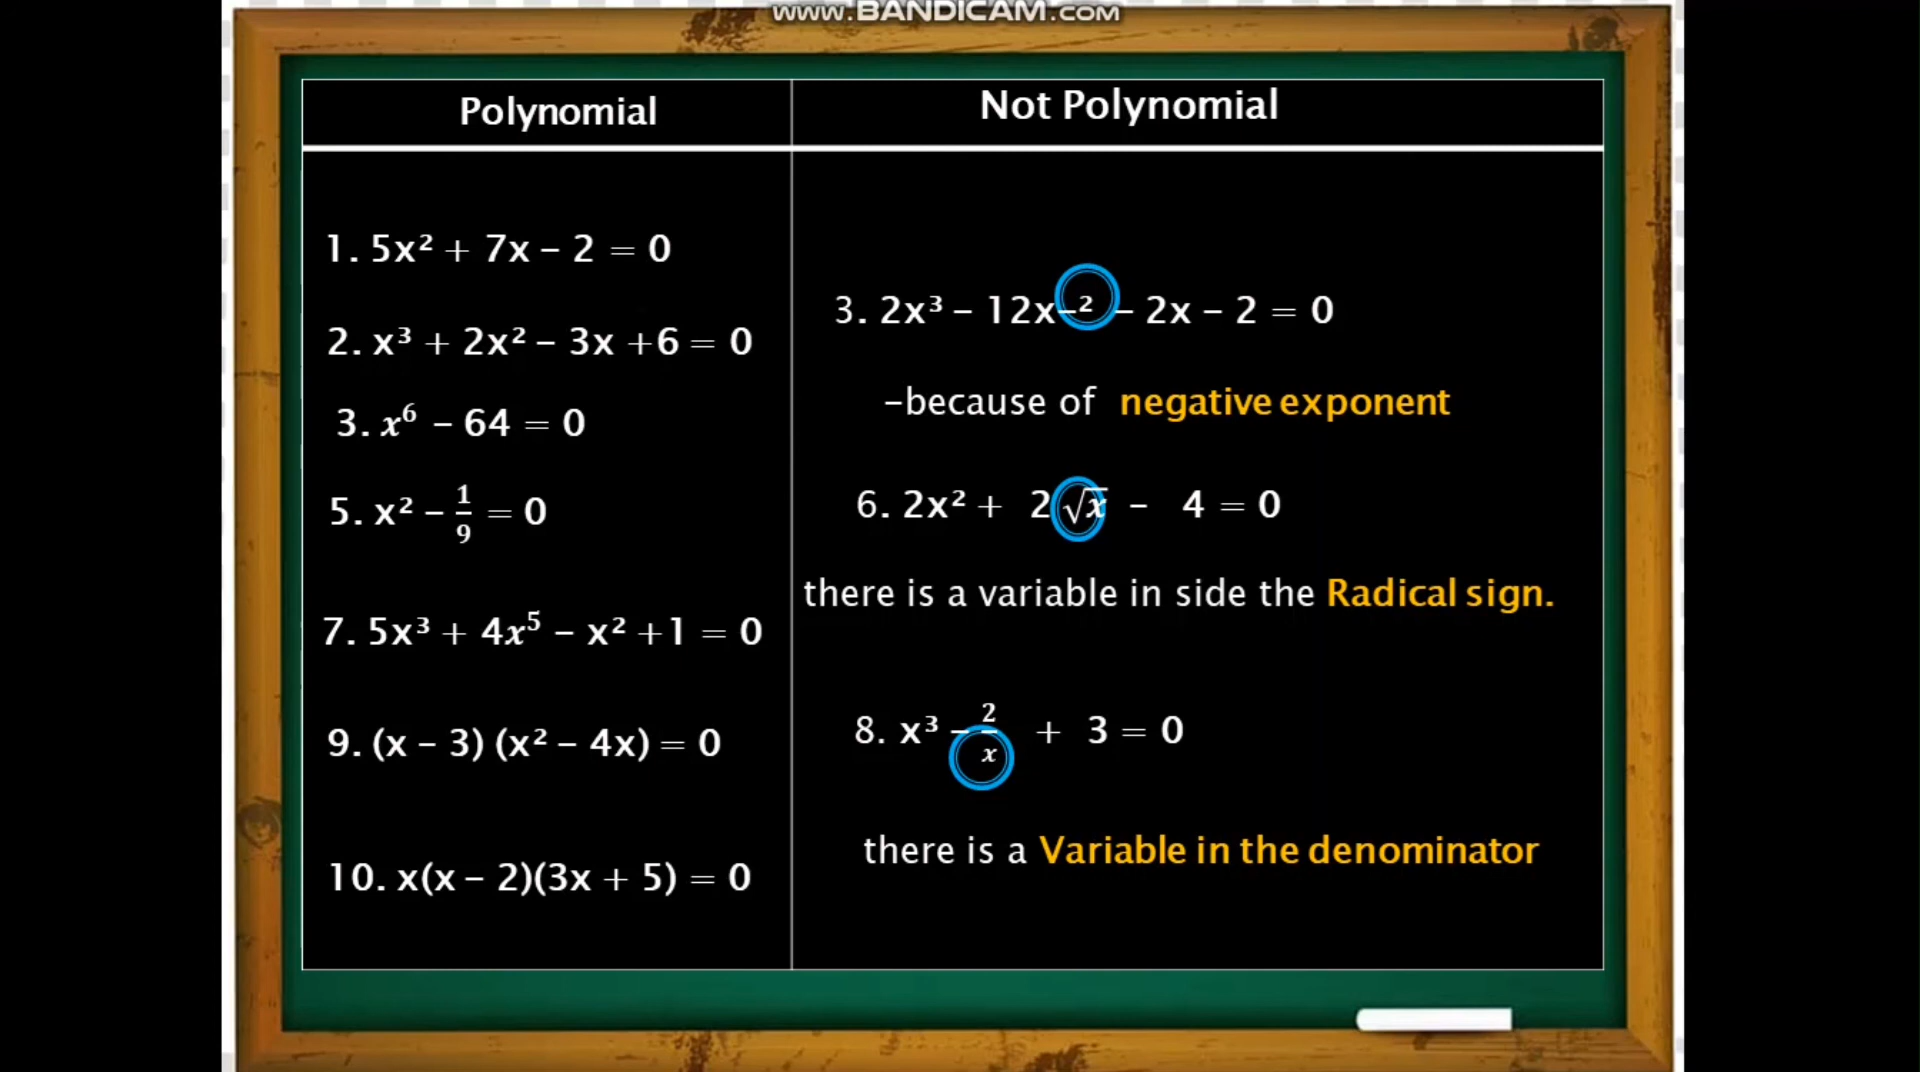 www.BANDICAM.com
Polynomial
Not Polynomial
1. 5x² + 7x – 2 = 0
2. x³ + 2x² – 3x +6 = 0
3. x⁶ – 64 = 0
5. x² – 1/9 = 0
7. 5x³ + 4x⁵ – x² +1 = 0
9. (x – 3) (x² – 4x) = 0
10. x(x – 2)(3x + 5) = 0
3. 2x³ – 12x–² – 2x – 2 = 0
–because of negative exponent
6. 2x² + 2√x – 4 = 0
there is a variable in side the Radical sign.
8. x³ – 2/x + 3 = 0
there is a Variable in the denominator